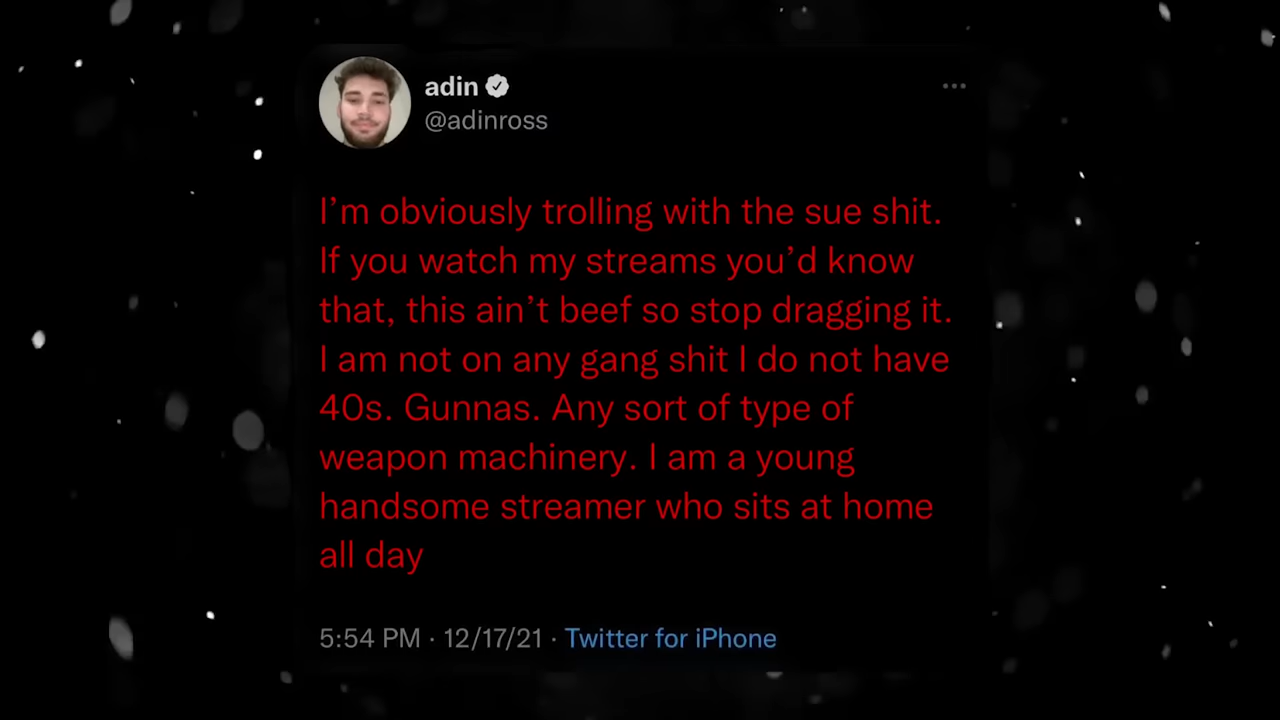 adin
@adinross
I’m obviously trolling with the sue shit.
If you watch my streams you’d know
that, this ain’t beef so stop dragging it.
I am not on any gang shit I do not have
40s. Gunnas. Any sort of type of
weapon machinery. I am a young
handsome streamer who sits at home
all day
5:54 PM · 12/17/21 · Twitter for iPhone